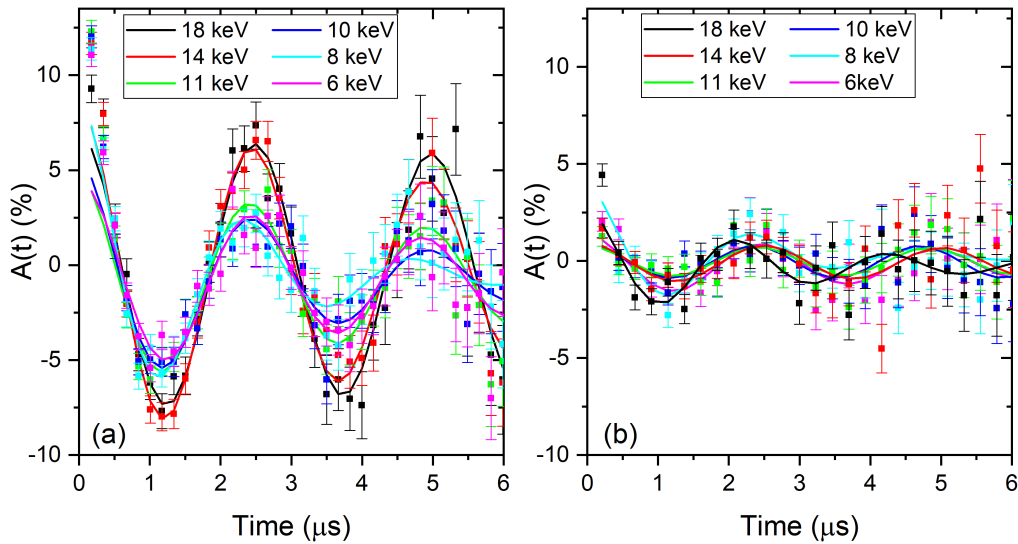 18 keV 10 keV
14 keV 8 keV
11 keV 6 keV
A(t) (%)
10
5
0
-5
-10
(a)
0 1 2 3 4 5 6
Time (μs)
18 keV 10 keV
14 keV 8 keV
11 keV 6keV
A(t) (%)
10
5
0
-5
-10
(b)
0 1 2 3 4 5 6
Time (μs)